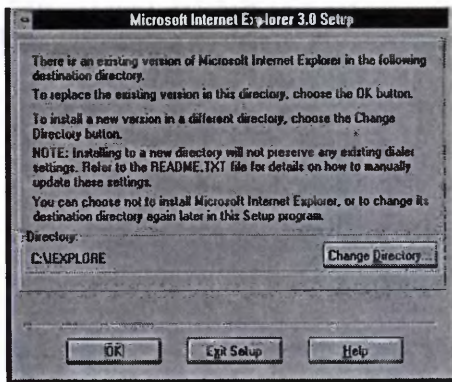 Microsoft Internet Explorer 3.0 Setup
There is an existing version of Microsoft Internet Explorer in the following
destination directory.
To replace the existing version in this directory, choose the OK button.
To install a new version in a different directory, choose the Change
Directory button.
NOTE: Installing to a new directory will not preserve any existing dialer
settings. Refer to the README.TXT file for details on how to manually
update these settings.
You can choose not to install Microsoft Internet Explorer, or to change its
destination directory again later in this Setup program.
Directory:
C:\IEXPLORE
Change Directory...
OK
Exit Setup
Help